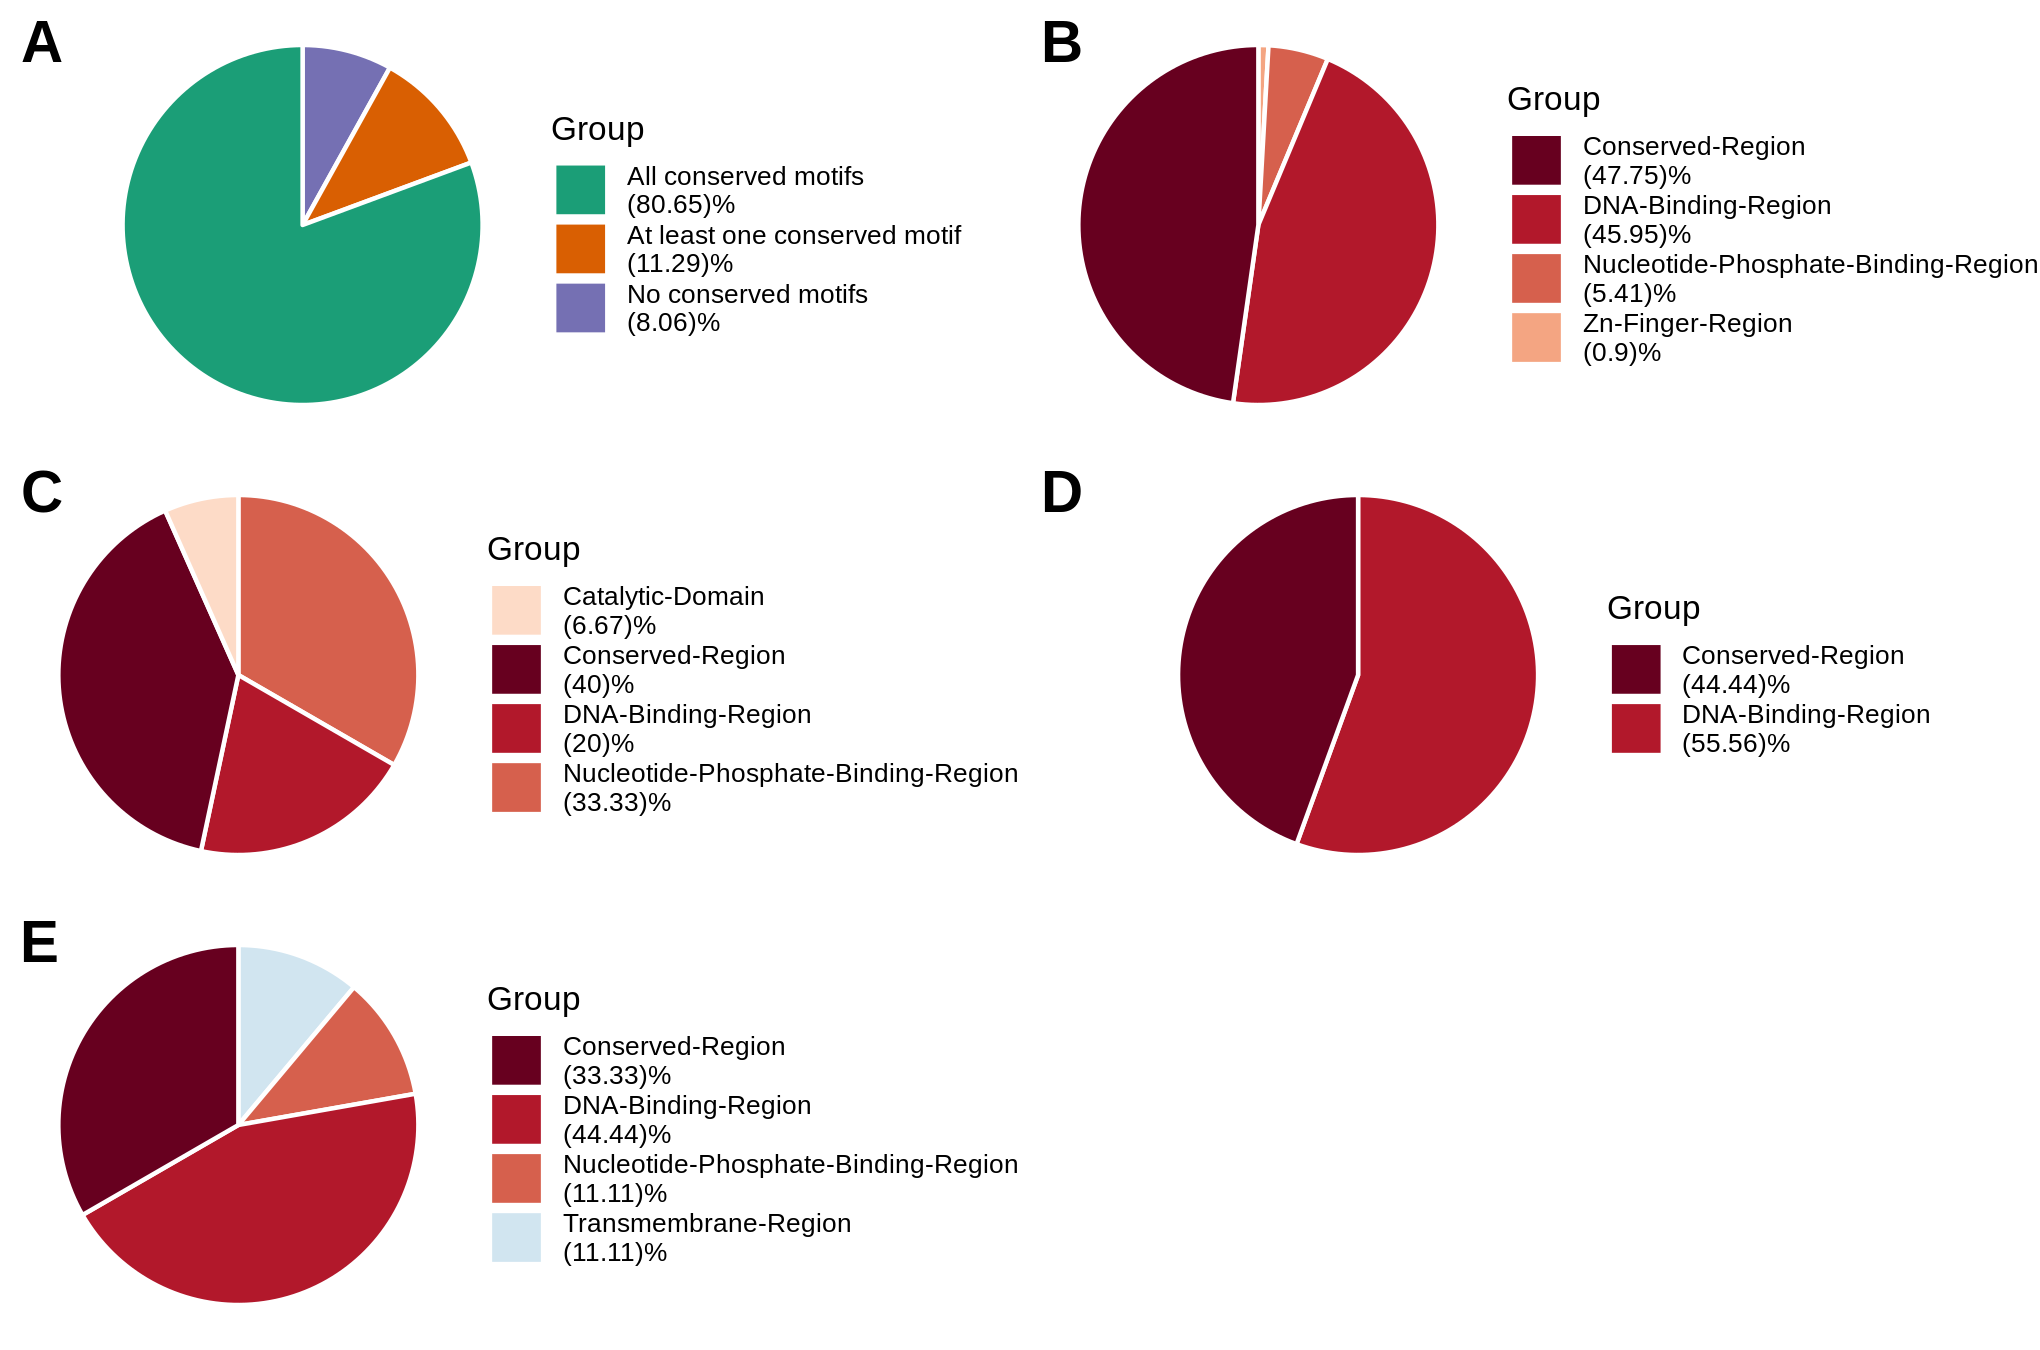 A
Group
All conserved motifs
(80.65)%
At least one conserved motif
(11.29)%
No conserved motifs
(8.06)%
B
Group
Conserved-Region
(47.75)%
DNA-Binding-Region
(45.95)%
Nucleotide-Phosphate-Binding-Region
(5.41)%
Zn-Finger-Region
(0.9)%
C
Group
Catalytic-Domain
(6.67)%
Conserved-Region
(40)%
DNA-Binding-Region
(20)%
Nucleotide-Phosphate-Binding-Region
(33.33)%
D
Group
Conserved-Region
(44.44)%
DNA-Binding-Region
(55.56)%
E
Group
Conserved-Region
(33.33)%
DNA-Binding-Region
(44.44)%
Nucleotide-Phosphate-Binding-Region
(11.11)%
Transmembrane-Region
(11.11)%